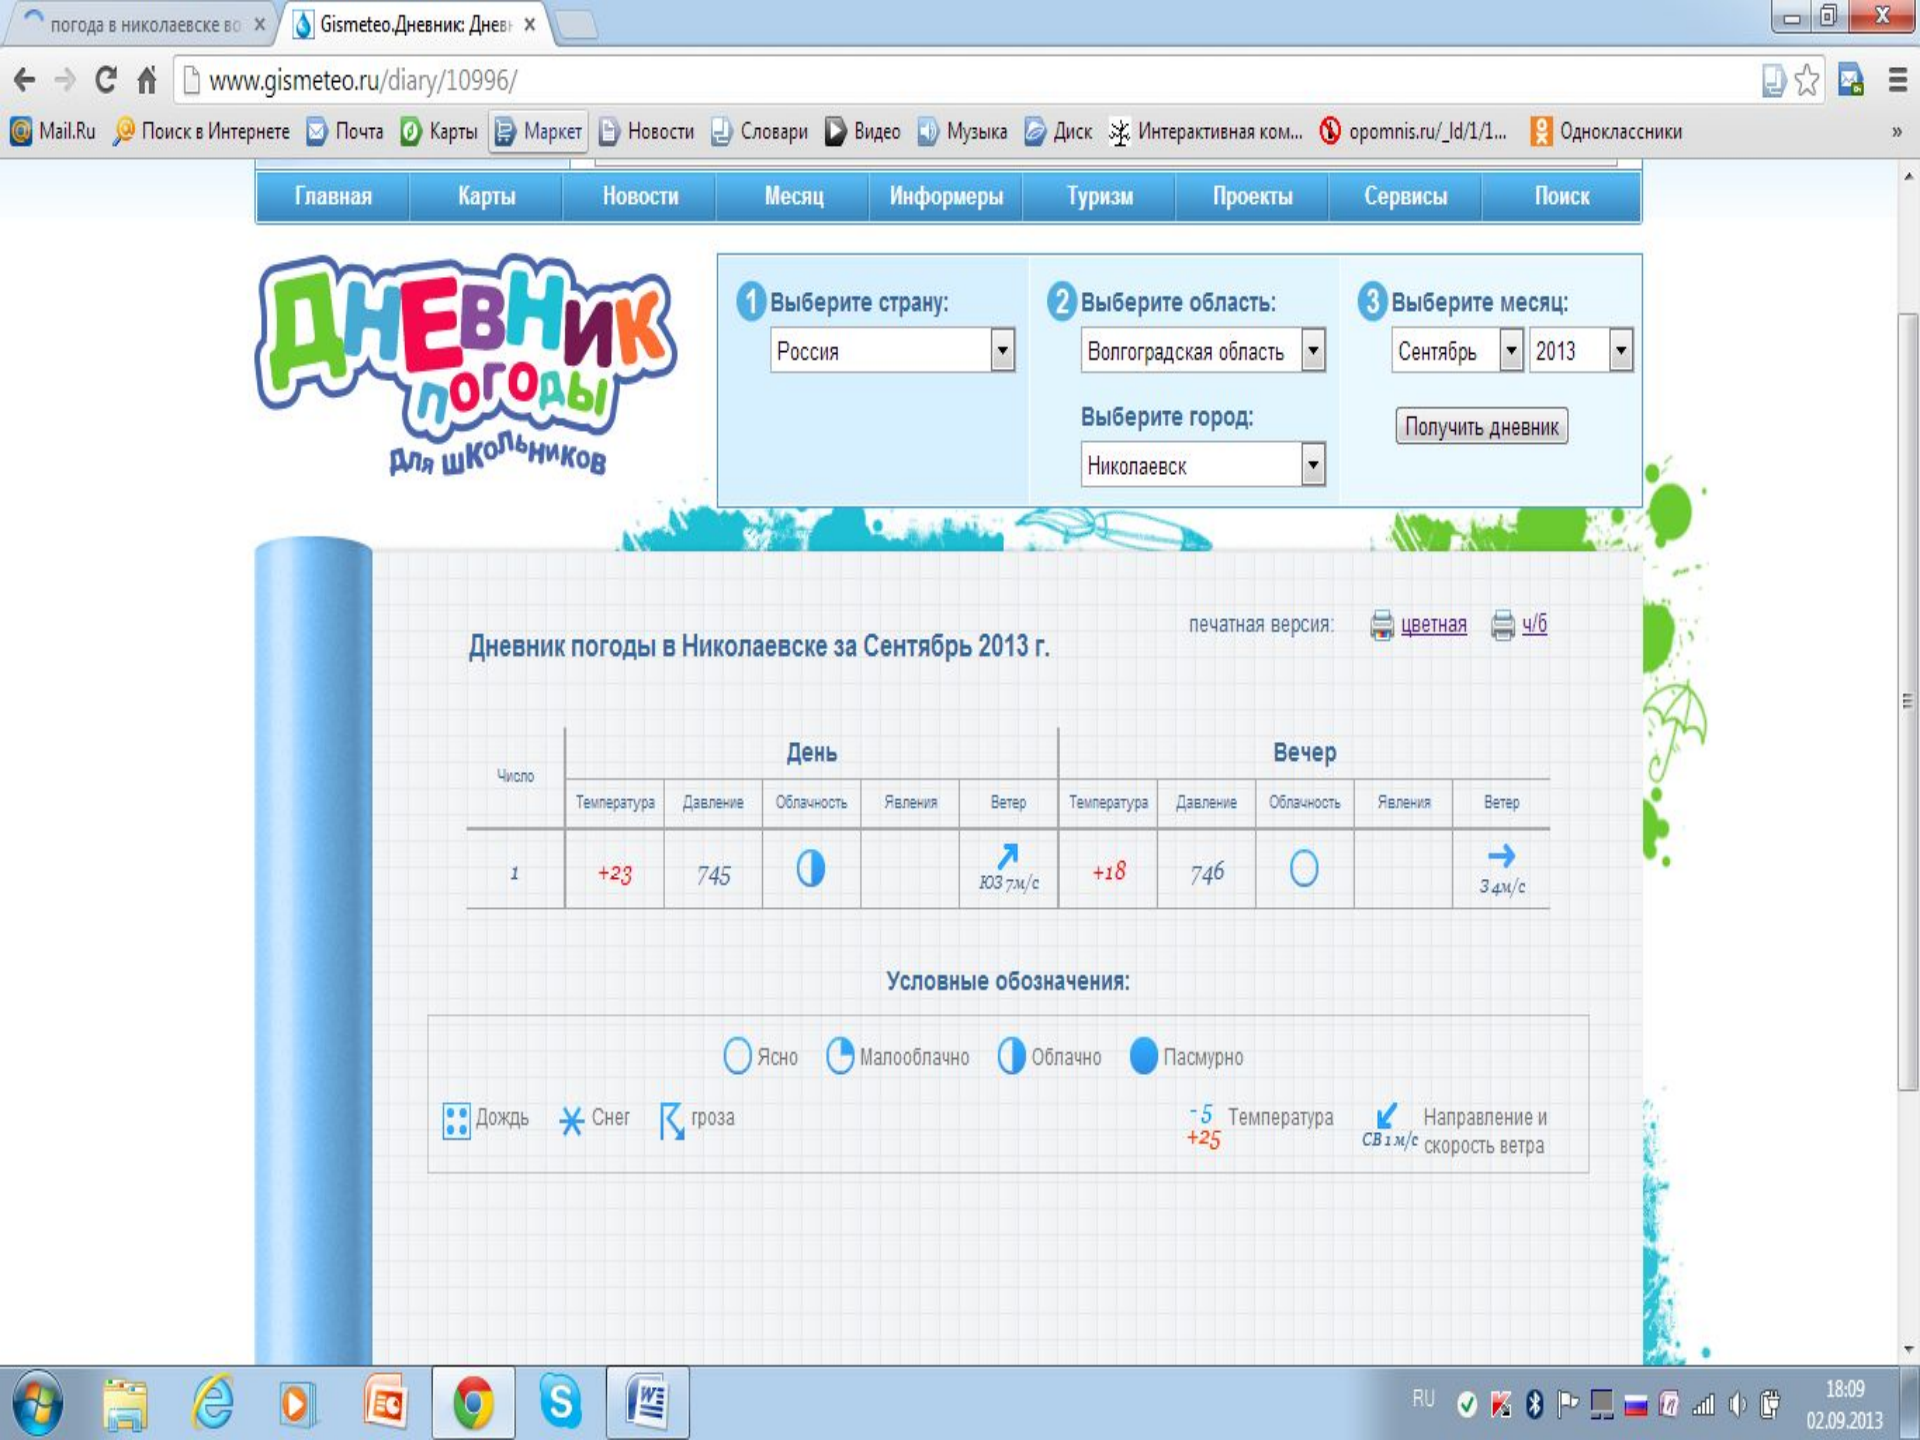 погода в николаевске во
Gismeteo.Дневник: Днев
www.gismeteo.ru/diary/10996/
Mail.Ru Поиск в Интернете Почта Карты Маркет Новости Словари Видео Музыка Диск Интерактивная ком... opomnis.ru/_ld/1/1... Одноклассники »
Главная Карты Новости Месяц Информеры Туризм Проекты Сервисы Поиск
ДНЕВНИК
ПОГОДЫ
для школьников
1 Выберите страну: 2 Выберите область: 3 Выберите месяц:
Россия Волгоградская область Сентябрь 2013
Выберите город: Получить дневник
Николаевск
печатная версия: цветная ч/б
Дневник погоды в Николаевске за Сентябрь 2013 г.
Число День Вечер
Температура Давление Облачность Явления Ветер Температура Давление Облачность Явления Ветер
1 +23 745 ЮЗ 7м/с +18 746 З 4м/с
Условные обозначения:
Ясно Малооблачно Облачно Пасмурно
Дождь Снег гроза -5 +25 Температура СВ 1 м/с Направление и
скорость ветра
RU 18:09
02.09.2013